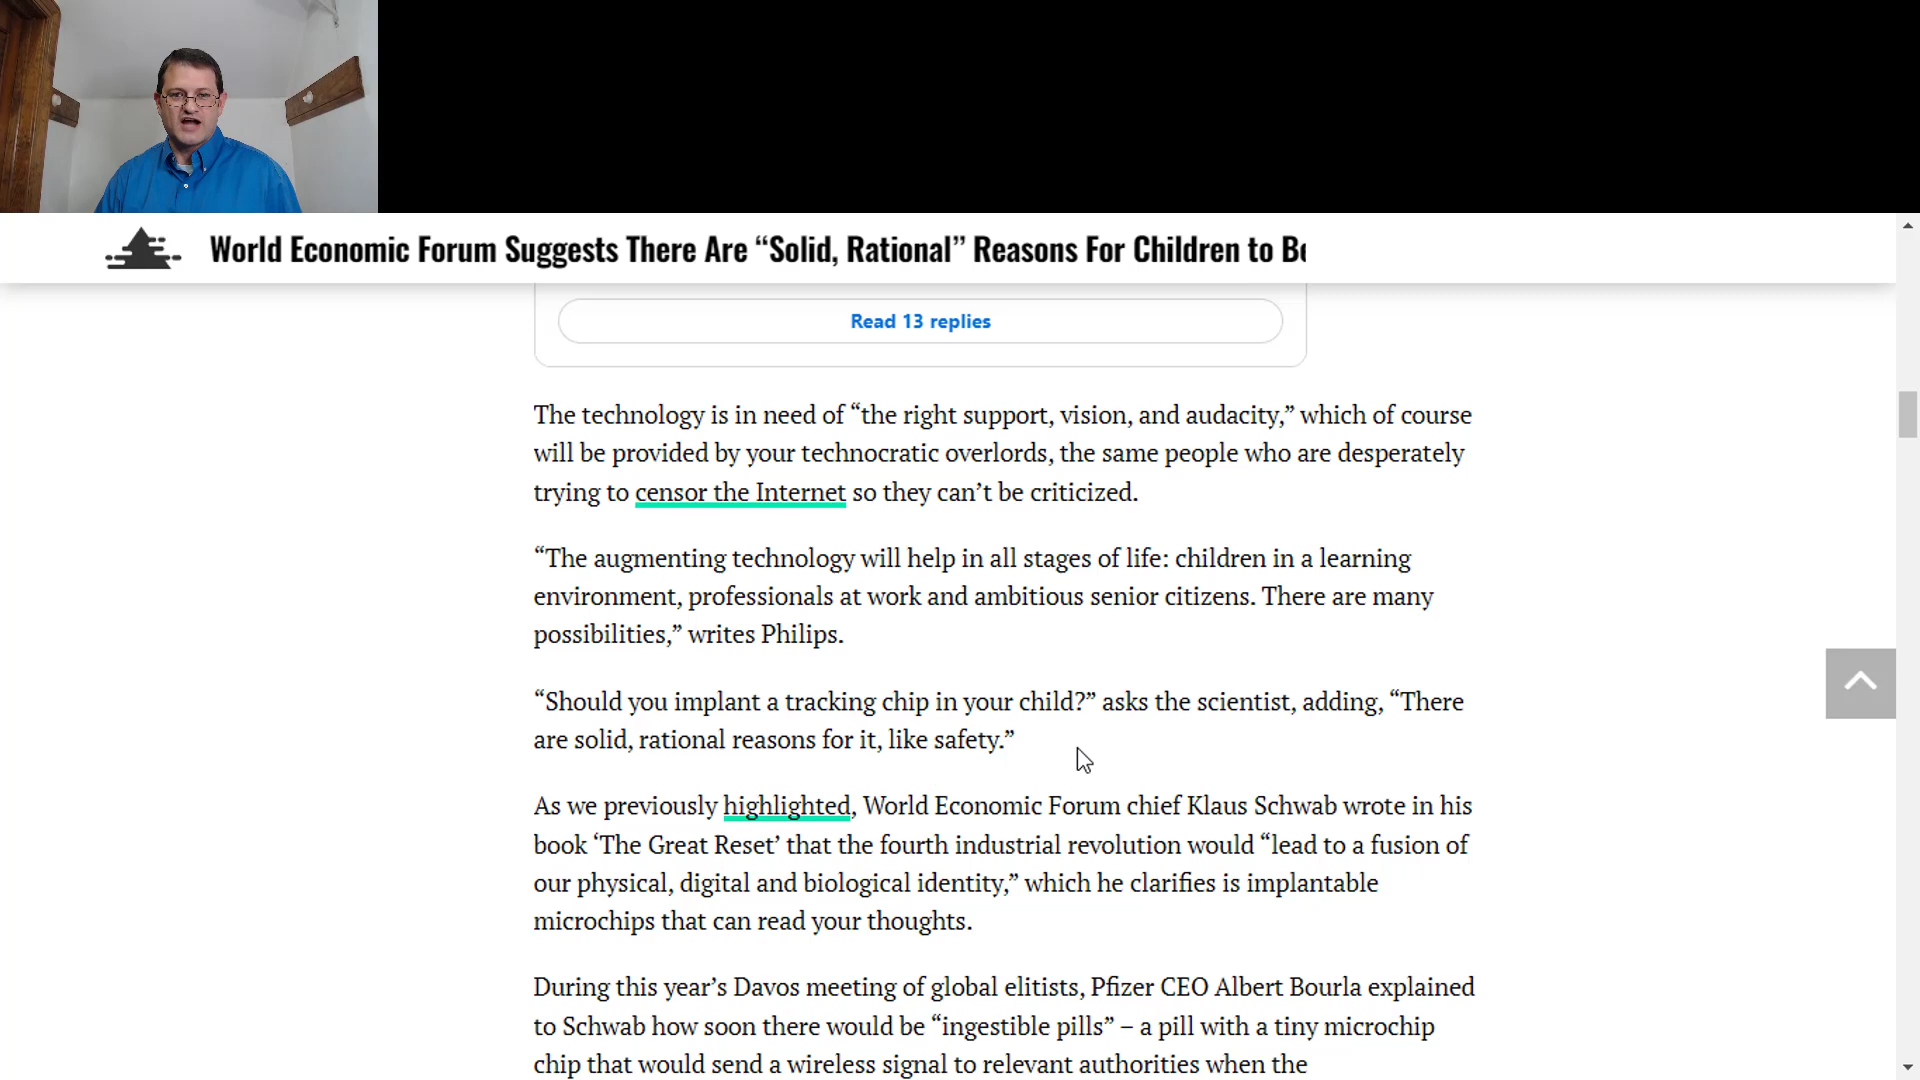 World Economic Forum Suggests There Are “Solid, Rational” Reasons For Children to Be
Read 13 replies
The technology is in need of “the right support, vision, and audacity,” which of course
will be provided by your technocratic overlords, the same people who are desperately
trying to censor the Internet so they can’t be criticized.
“The augmenting technology will help in all stages of life: children in a learning
environment, professionals at work and ambitious senior citizens. There are many
possibilities,” writes Philips.
“Should you implant a tracking chip in your child?” asks the scientist, adding, “There
are solid, rational reasons for it, like safety.”
As we previously highlighted, World Economic Forum chief Klaus Schwab wrote in his
book ‘The Great Reset’ that the fourth industrial revolution would “lead to a fusion of
our physical, digital and biological identity,” which he clarifies is implantable
microchips that can read your thoughts.
During this year’s Davos meeting of global elitists, Pfizer CEO Albert Bourla explained
to Schwab how soon there would be “ingestible pills” – a pill with a tiny microchip
chip that would send a wireless signal to relevant authorities when the